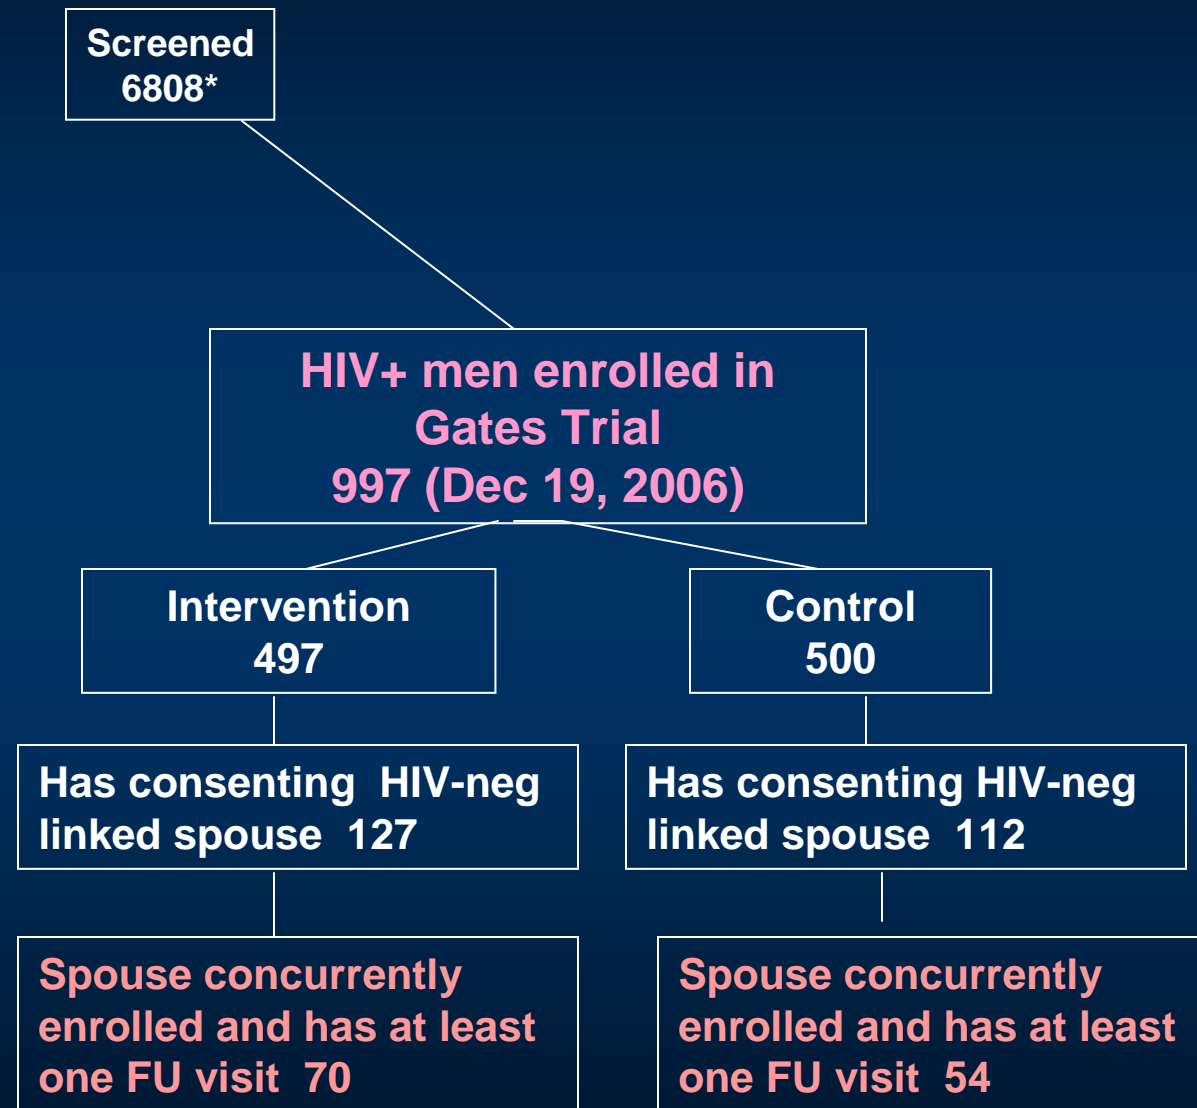 Screened
6808*
HIV+ men enrolled in
Gates Trial
997 (Dec 19, 2006)
Intervention
497
Control
500
Has consenting HIV-neg
linked spouse 127
Has consenting HIV-neg
linked spouse 112
Spouse concurrently
enrolled and has at least
one FU visit 70
Spouse concurrently
enrolled and has at least
one FU visit 54